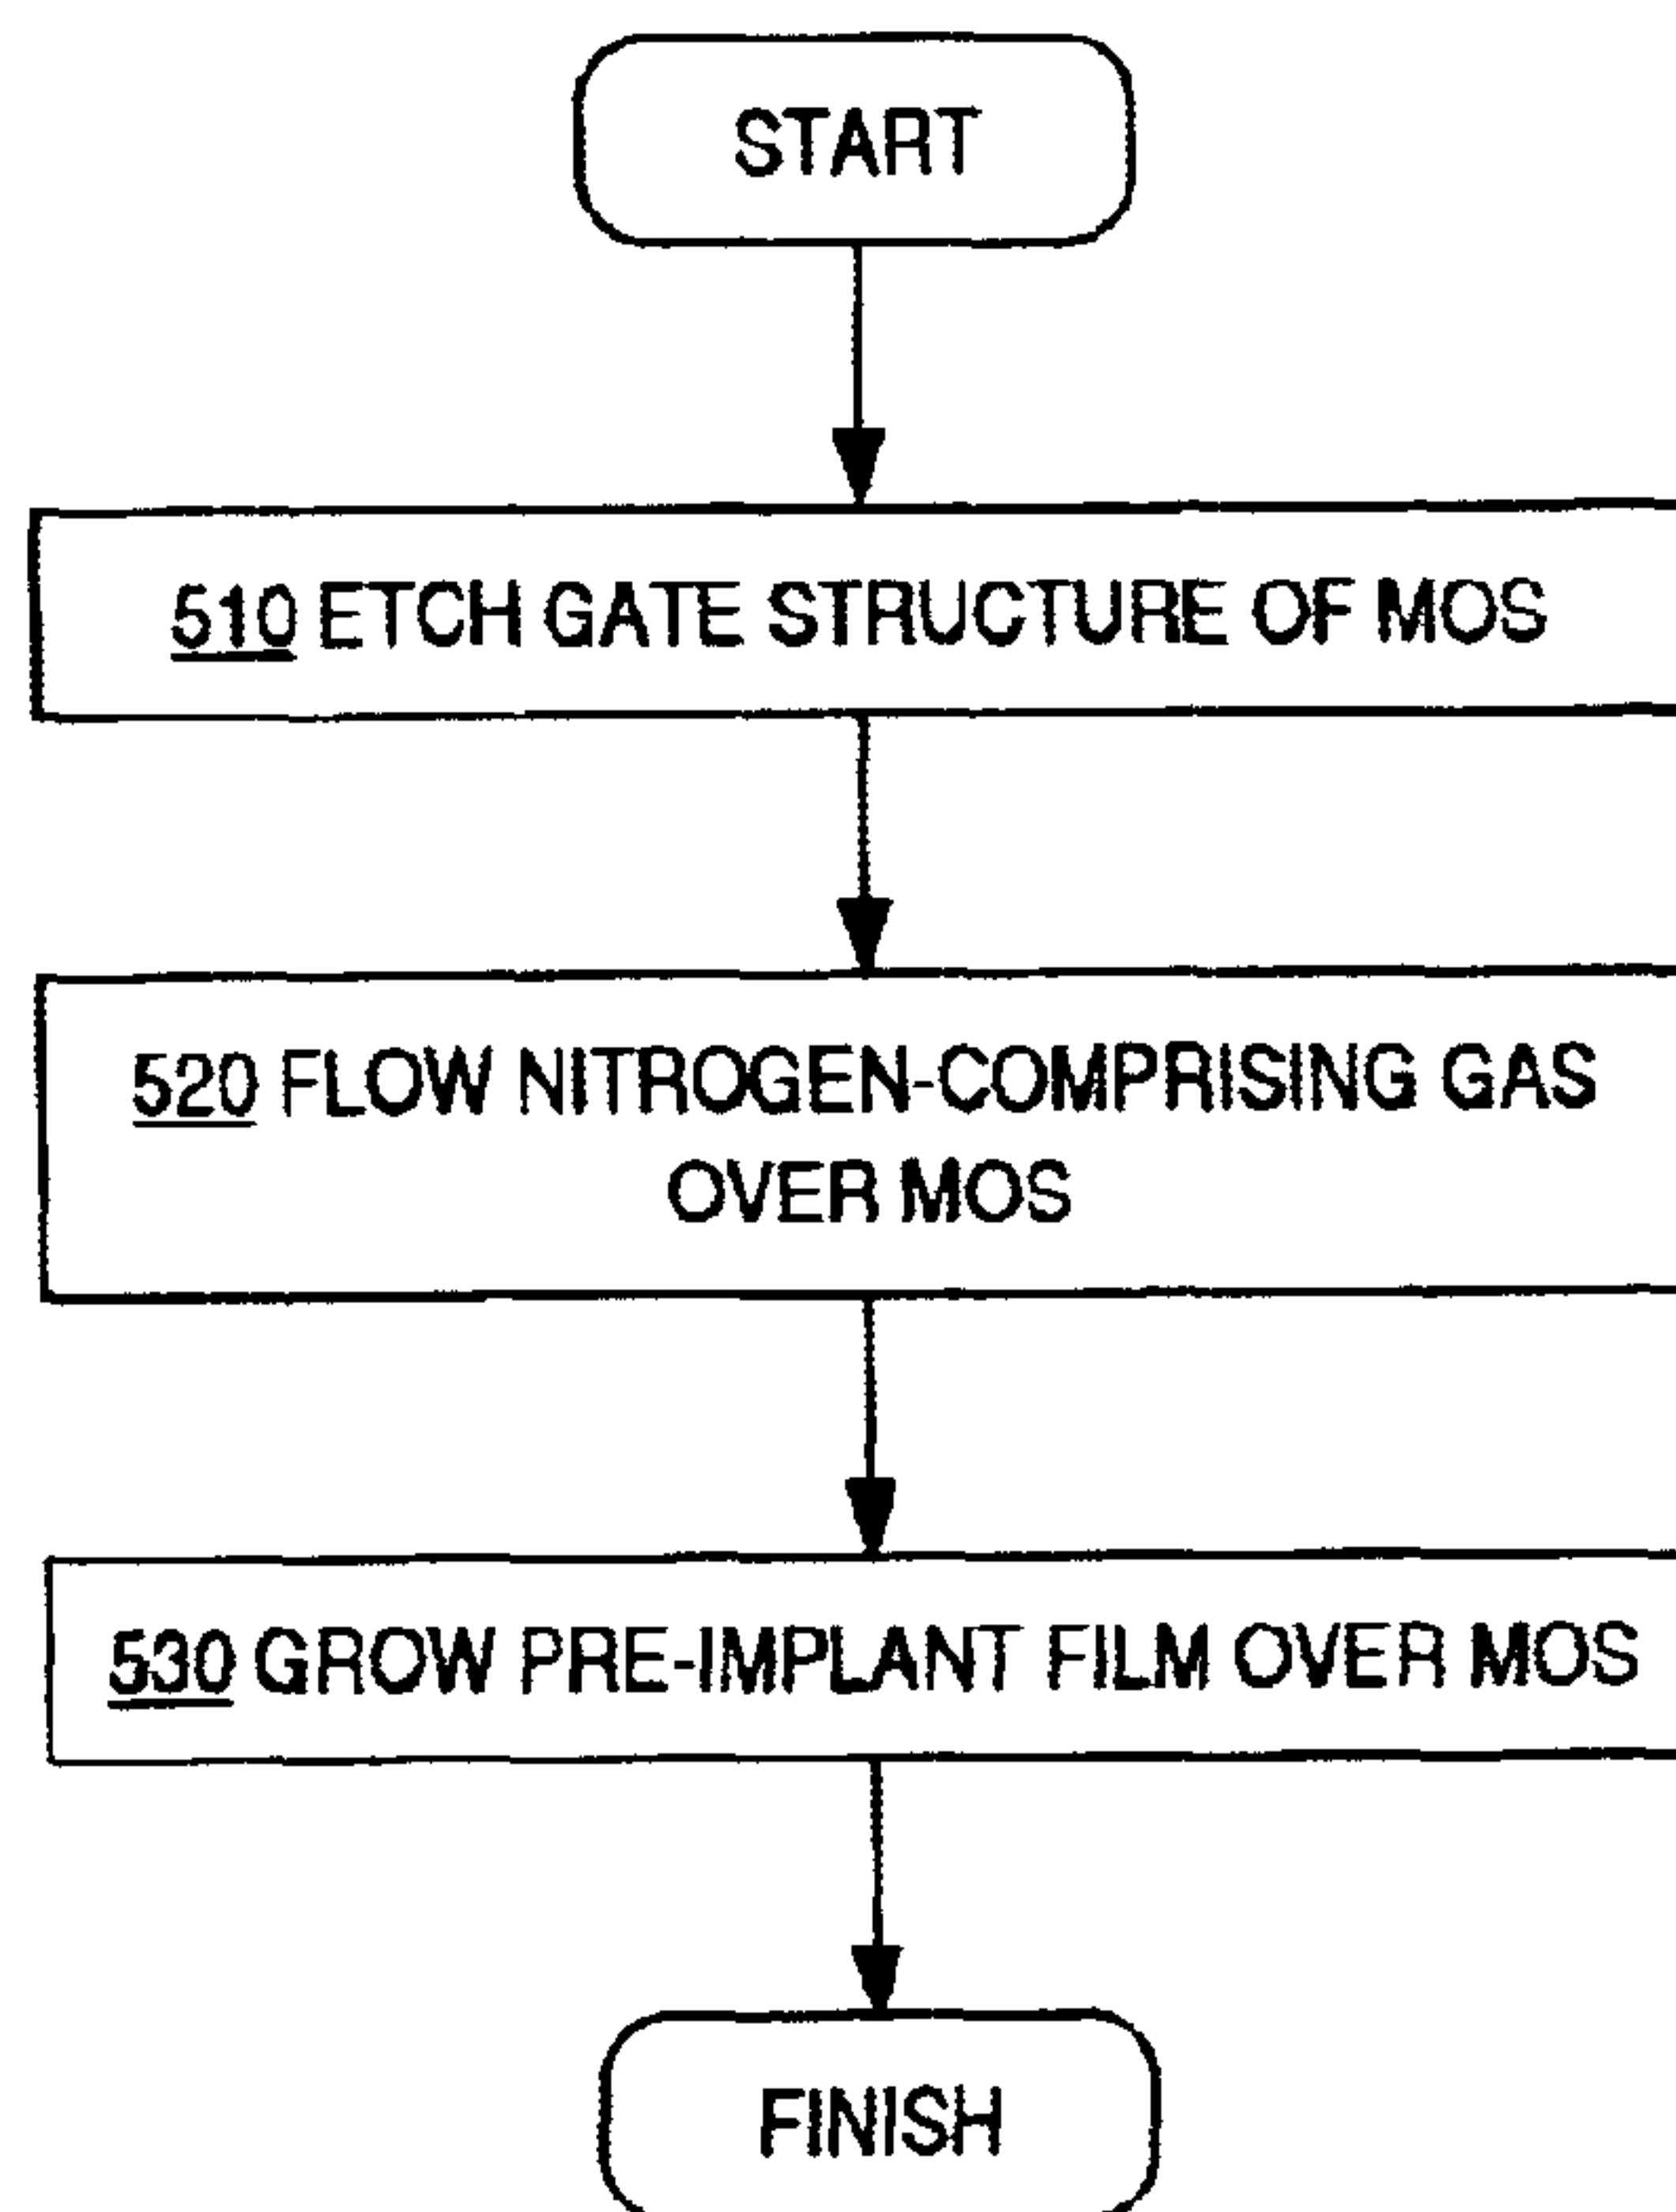 START
510 ETCH GATE STRUCTURE OF MOS
520 FLOW NITROGEN-COMPRISING GAS
OVER MOS
530 GROW PRE-IMPLANT FILM OVER MOS
FINISH